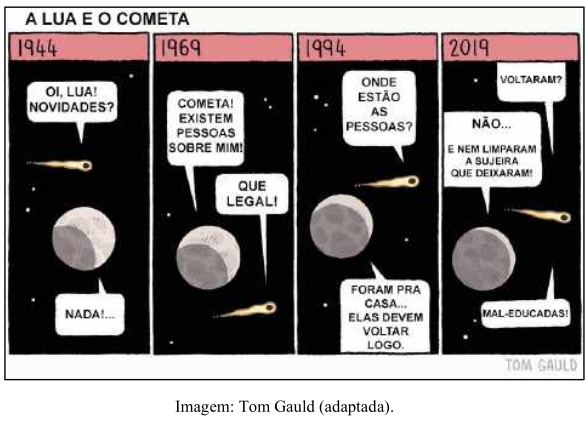 A LUA E O COMETA
1944
OI, LUA!
NOVIDADES?
NADA!...
1969
COMETA!
EXISTEM
PESSOAS
SOBRE MIM!
QUE
LEGAL!
1994
ONDE
ESTÃO
AS
PESSOAS?
FORAM PRA
CASA...
ELAS DEVEM
VOLTAR
LOGO.
2019
VOLTARAM?
NÃO...
E NEM LIMPARAM
A SUJEIRA
QUE DEIXARAM!
MAL-EDUCADAS!
TOM GAULD
Imagem: Tom Gauld (adaptada).